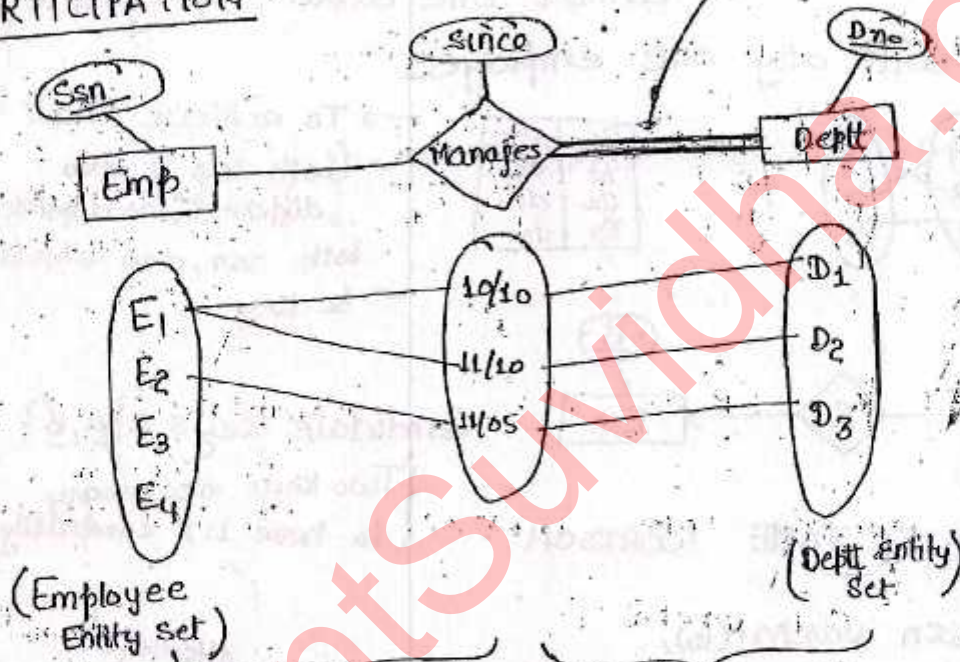 RTICIPATION
since
Dno
Ssn
Manages
Deptt
Emp
10/10
D1
E1
11/10
D2
E2
11/05
D3
E3
E4
(Employee
Entity set)
(Deptt Entity
Set)
ntSuvidha.c